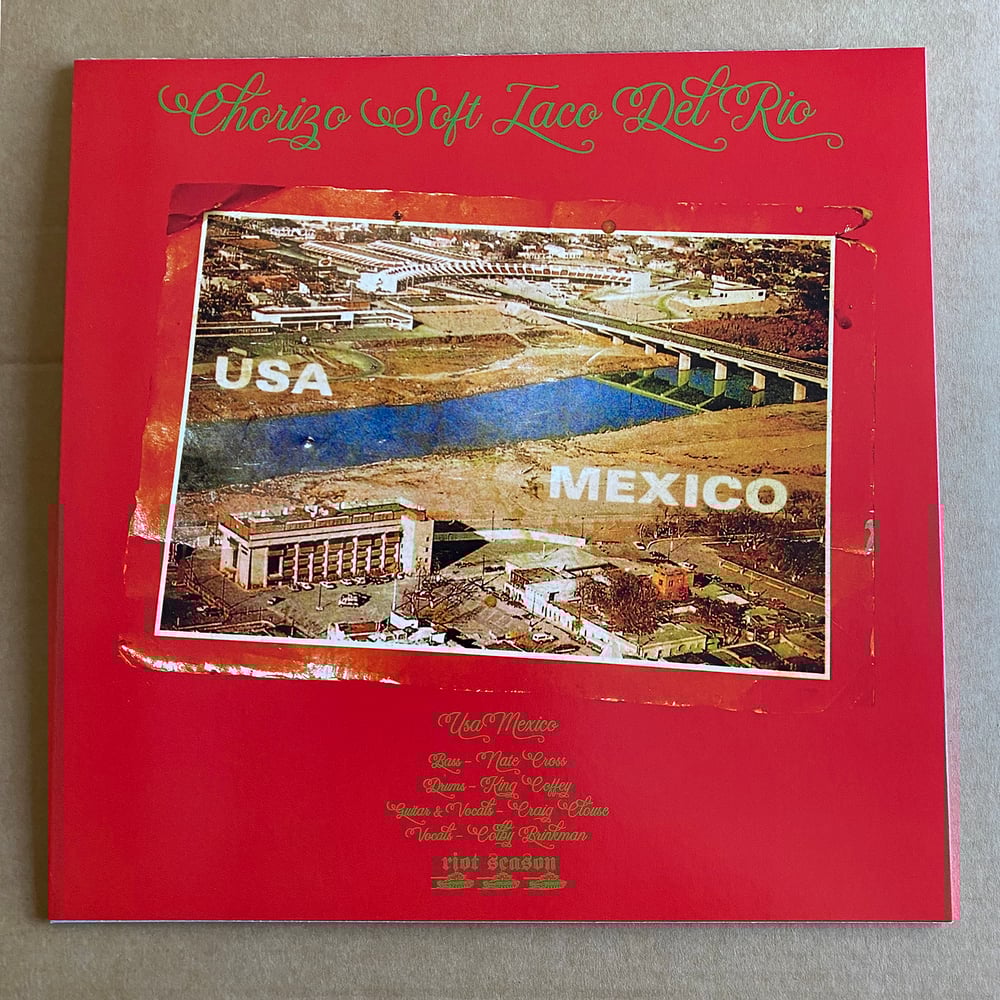 Chorizo Soft Taco Del Rio
USA
MEXICO
Usa Mexico
Bass - Nate Cross
Drums - King Coffey
Guitar & Vocals - Craig Clouse
Vocals - Colby Brinkman
riot season